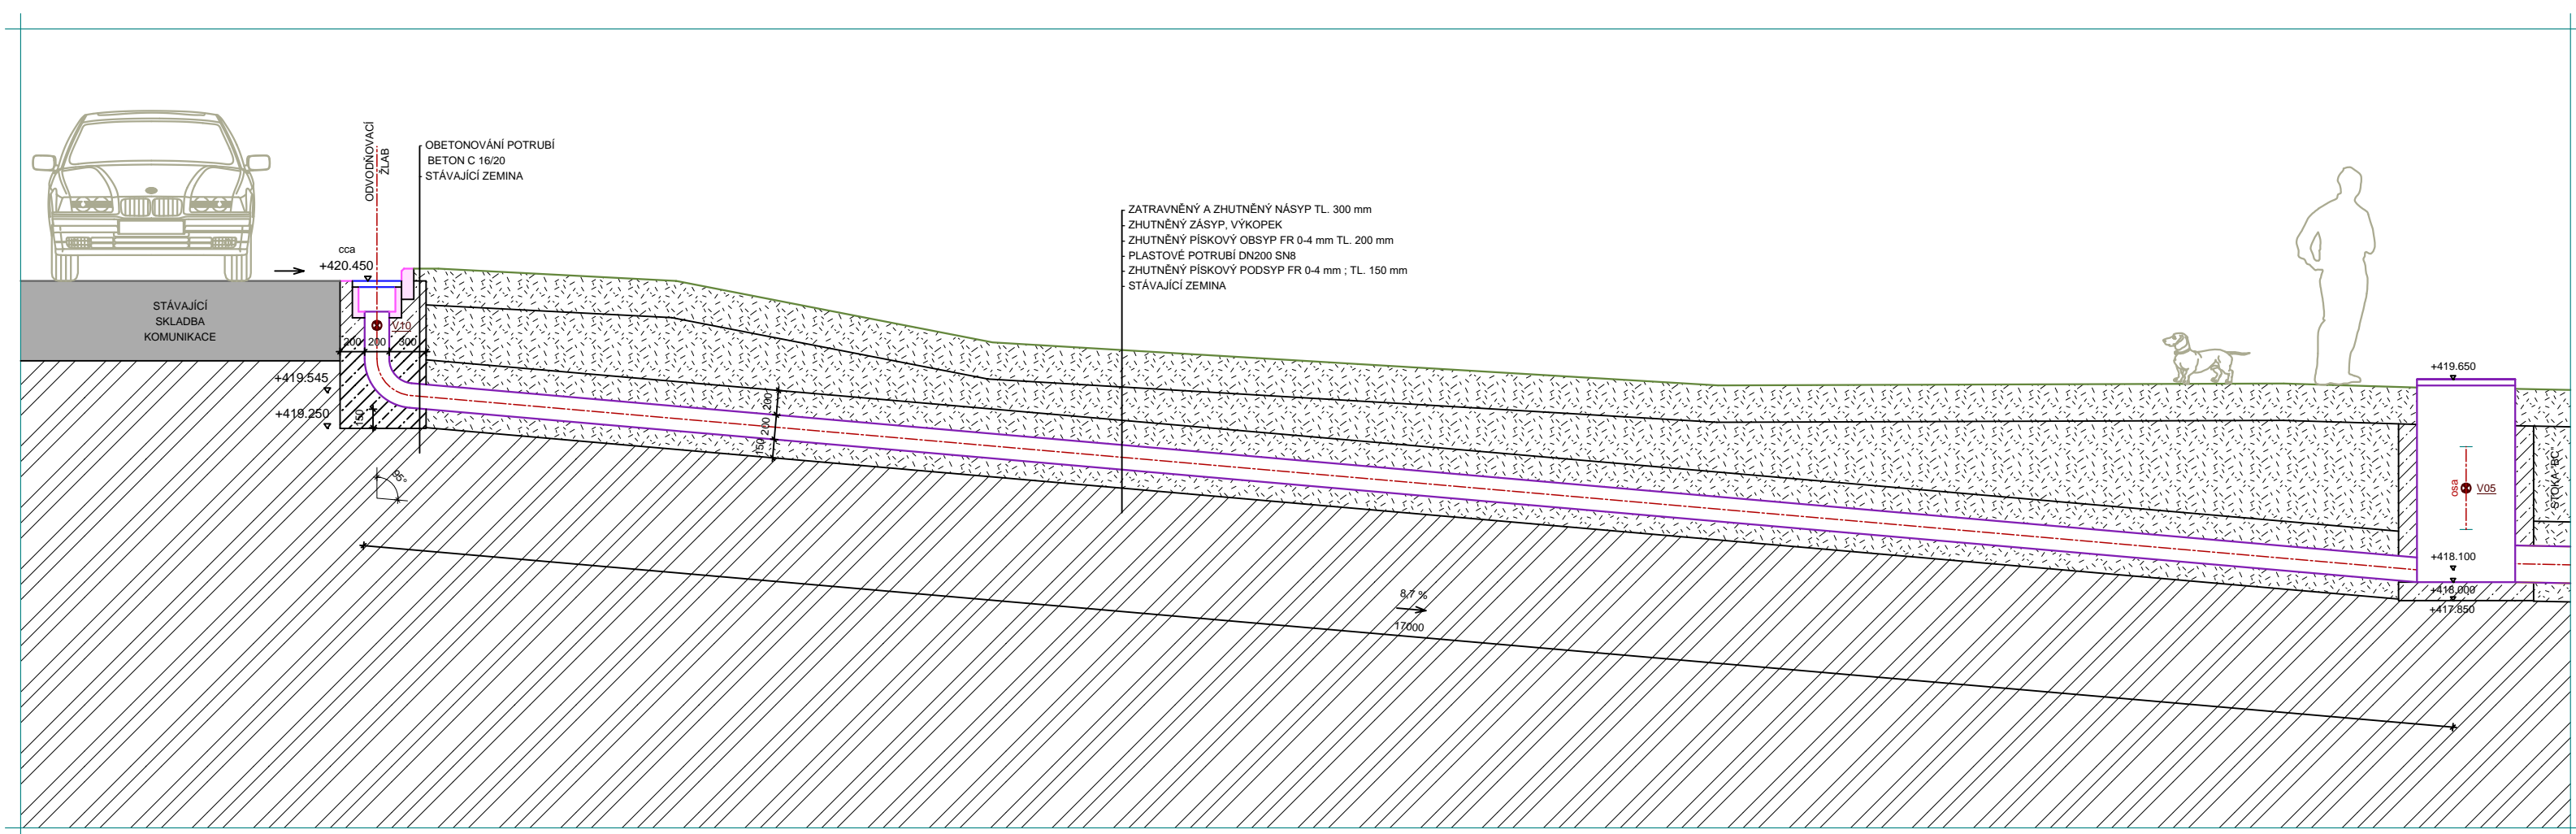 ODVODŇOVACÍ
ŽLAB
OBETONOVÁNÍ POTRUBÍ
BETON C 16/20
STÁVAJÍCÍ ZEMINA
ZATRAVNĚNÝ A ZHUTNĚNÝ NÁSYP TL. 300 mm
ZHUTNĚNÝ ZÁSYP, VÝKOPEK
ZHUTNĚNÝ PÍSKOVÝ OBSYP FR 0-4 mm TL. 200 mm
PLASTOVÉ POTRUBÍ DN200 SN8
ZHUTNĚNÝ PÍSKOVÝ PODSYP FR 0-4 mm ; TL. 150 mm
STÁVAJÍCÍ ZEMINA
cca
+420.450
STÁVAJÍCÍ
SKLADBA
KOMUNIKACE
V10
200 200 300
+419.545
+419.250
150
95°
200
200
150
8,7 %
17000
+419.650
osa
V05
STOKA "BC"
+418.100
+418.000
+417.850